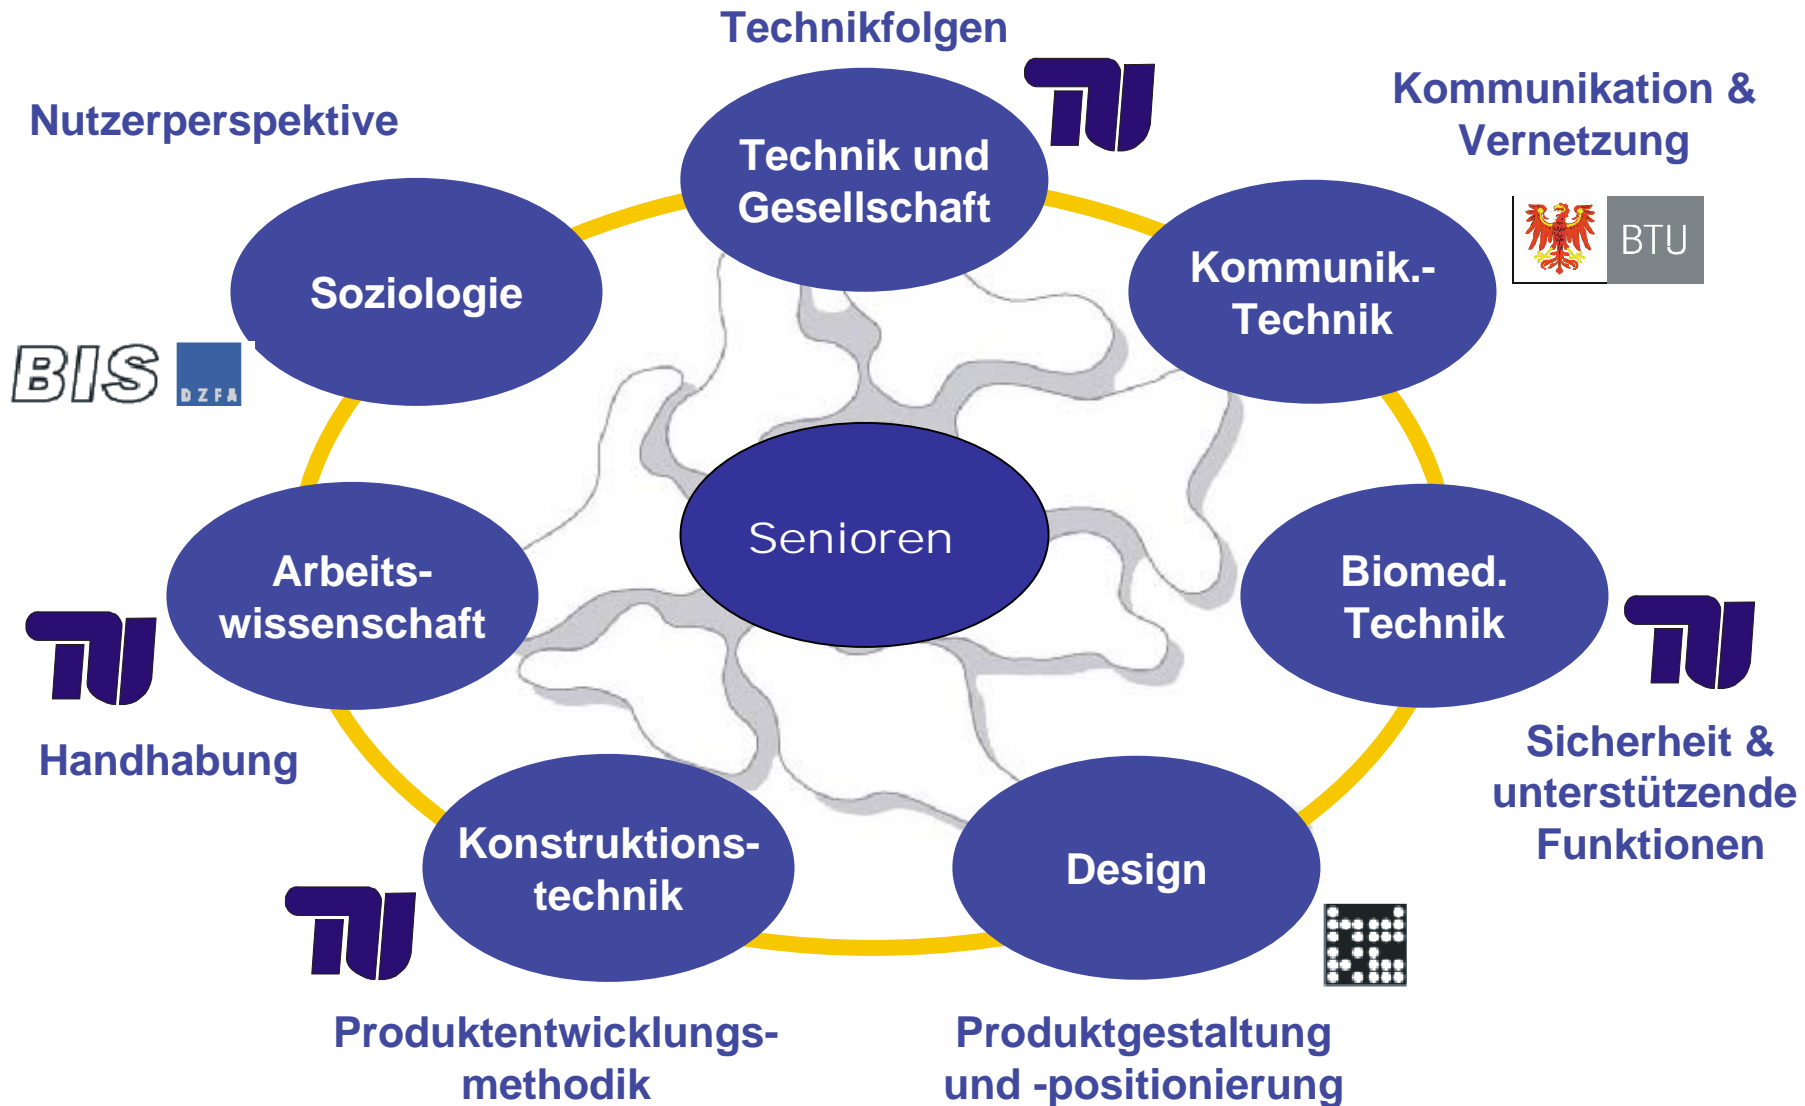 Technikfolgen
Nutzerperspektive
Kommunikation &
Vernetzung
Technik und
Gesellschaft
Soziologie
Kommunik.-
Technik
BTU
BIS
DZFA
Senioren
Arbeits-
wissenschaft
Biomed.
Technik
Handhabung
Sicherheit &
unterstützende
Funktionen
Konstruktions-
technik
Design
Produktentwicklungs-
methodik
Produktgestaltung
und -positionierung